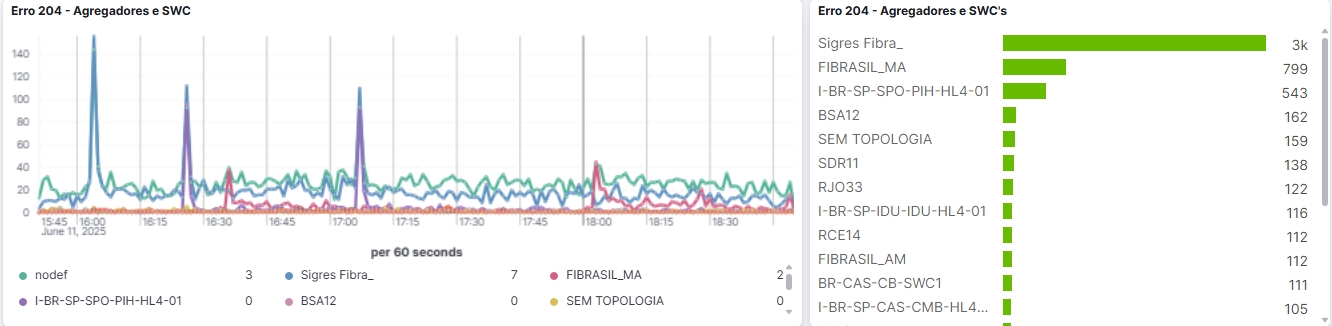 Erro 204 - Agregadores e SWC
140
120
100
80
60
40
20
0
15:45 16:00 16:15 16:30 16:45 17:00 17:15 17:30 17:45 18:00 18:15 18:30
June 11, 2025
per 60 seconds
nodef 3 Sigres Fibra_ 7 FIBRASIL_MA 2
I-BR-SP-SPO-PIH-HL4-01 0 BSA12 0 SEM TOPOLOGIA 0
Erro 204 - Agregadores e SWC's
Sigres Fibra_ 3k
FIBRASIL_MA 799
I-BR-SP-SPO-PIH-HL4-01 543
BSA12 162
SEM TOPOLOGIA 159
SDR11 138
RJO33 122
I-BR-SP-IDU-IDU-HL4-01 116
RCE14 112
FIBRASIL_AM 112
BR-CAS-CB-SWC1 111
I-BR-SP-CAS-CMB-HL4... 105